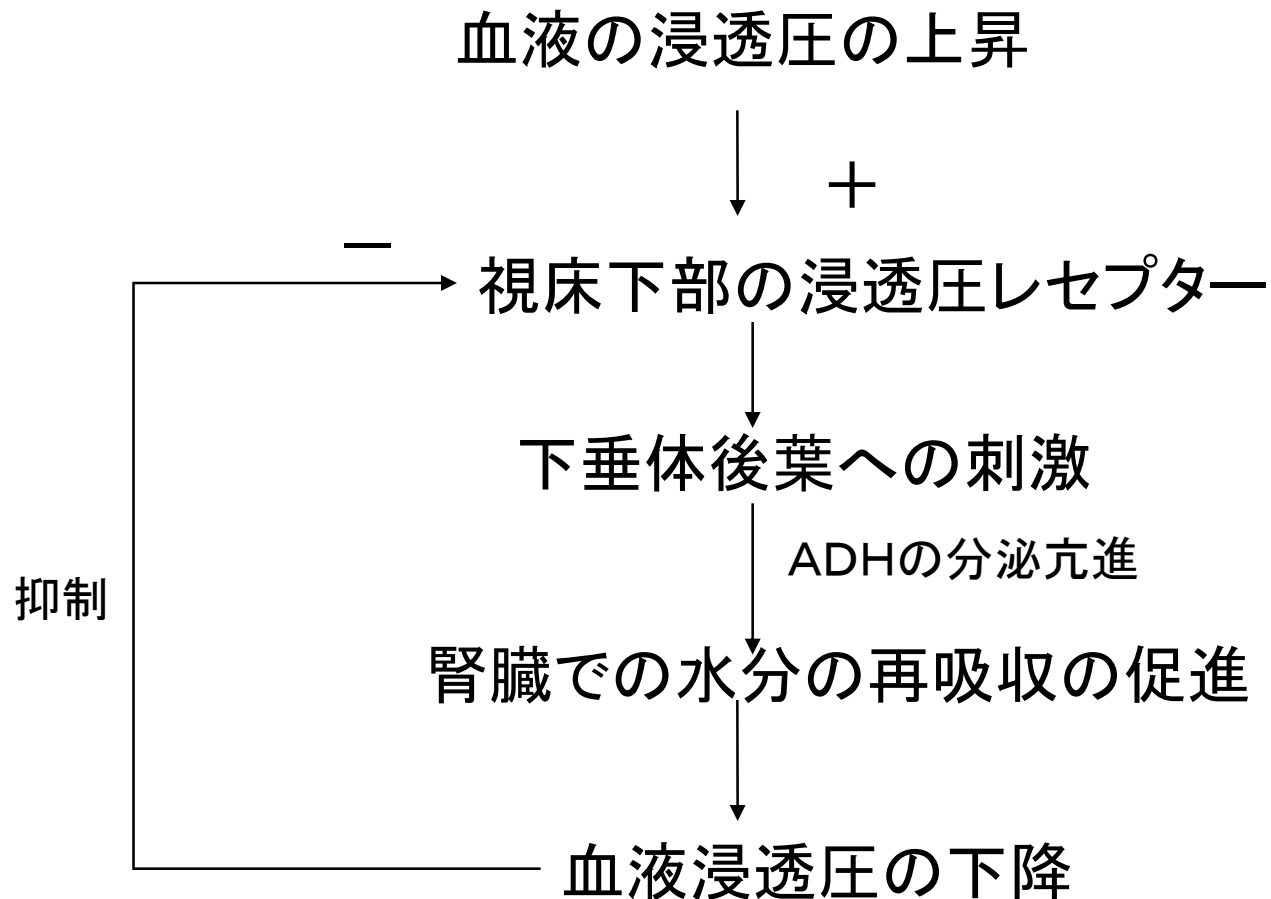 血液の浸透圧の上昇
＋
－
視床下部の浸透圧レセプター
下垂体後葉への刺激
ADHの分泌亢進
抑制
腎臓での水分の再吸収の促進
血液浸透圧の下降